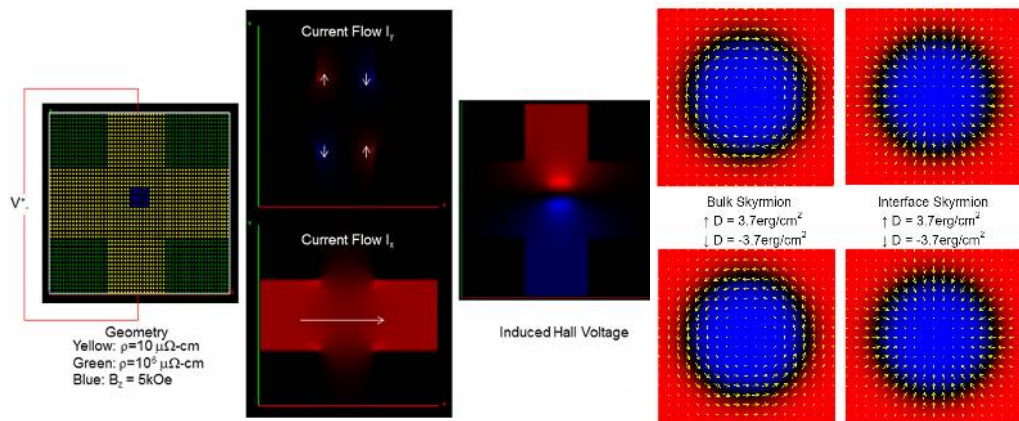 Current Flow I_y
V⁺.
Current Flow I_x
Geometry
Yellow: ρ=10 μΩ-cm
Green: ρ=10⁶ μΩ-cm
Blue: B_z = 5kOe
Induced Hall Voltage
Bulk Skyrmion
↑ D = 3.7erg/cm²
↓ D = -3.7erg/cm²
Interface Skyrmion
↑ D = 3.7erg/cm²
↓ D = -3.7erg/cm²